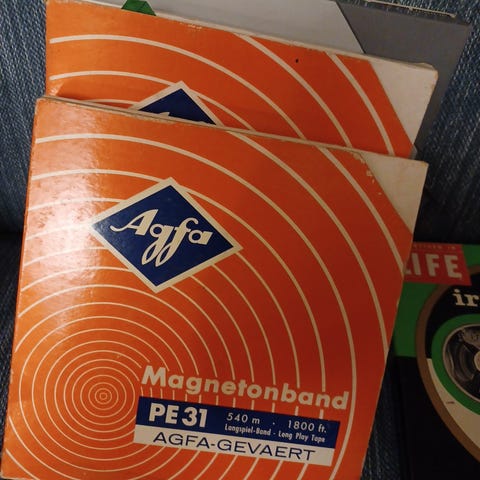 Agfa
Magnetonband
PE 31
540 m · 1800 ft.
Langspiel-Band - Long Play Tape
AGFA-GEVAERT
LIFE